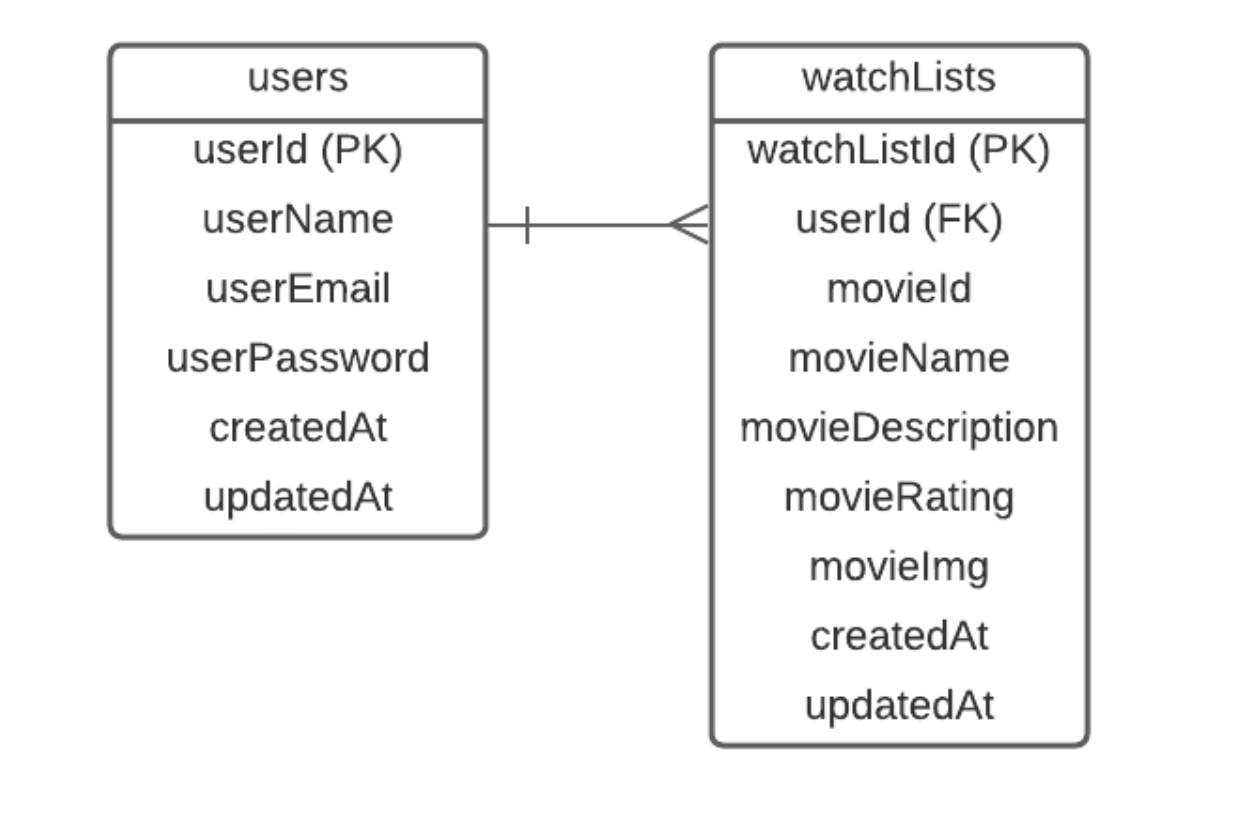 users
userId (PK)
userName
userEmail
userPassword
createdAt
updatedAt
watchLists
watchListId (PK)
userId (FK)
movieId
movieName
movieDescription
movieRating
movieImg
createdAt
updatedAt